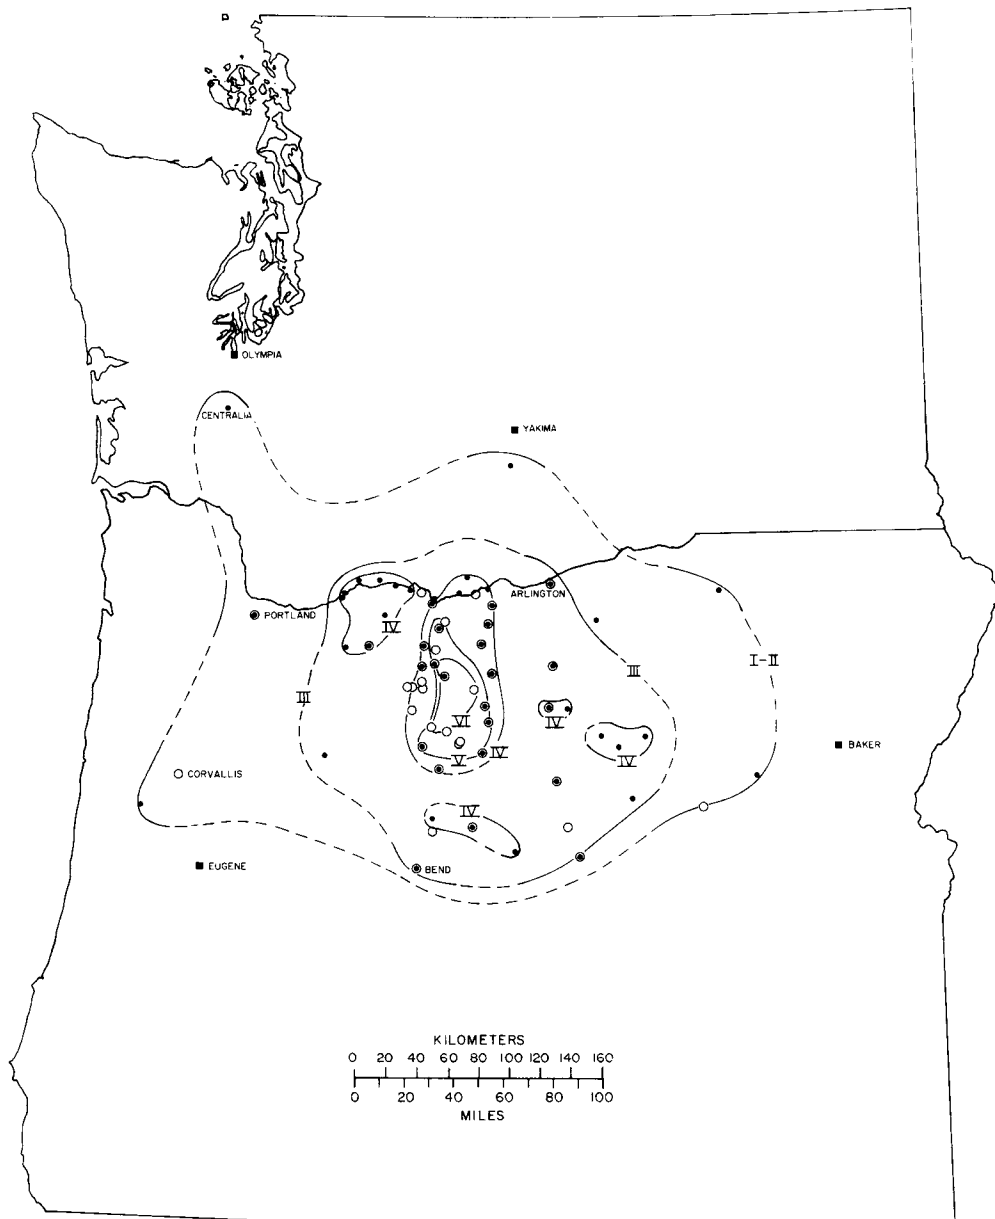 OLYMPIA
CENTRALIA
YAKIMA
ARLINGTON
PORTLAND
IV
I-II
III
III
IV
VI
IV
BAKER
V
IV
IV
CORVALLIS
IV
EUGENE
BEND
KILOMETERS
0 20 40 60 80 100 120 140 160
0 20 40 60 80 100
MILES